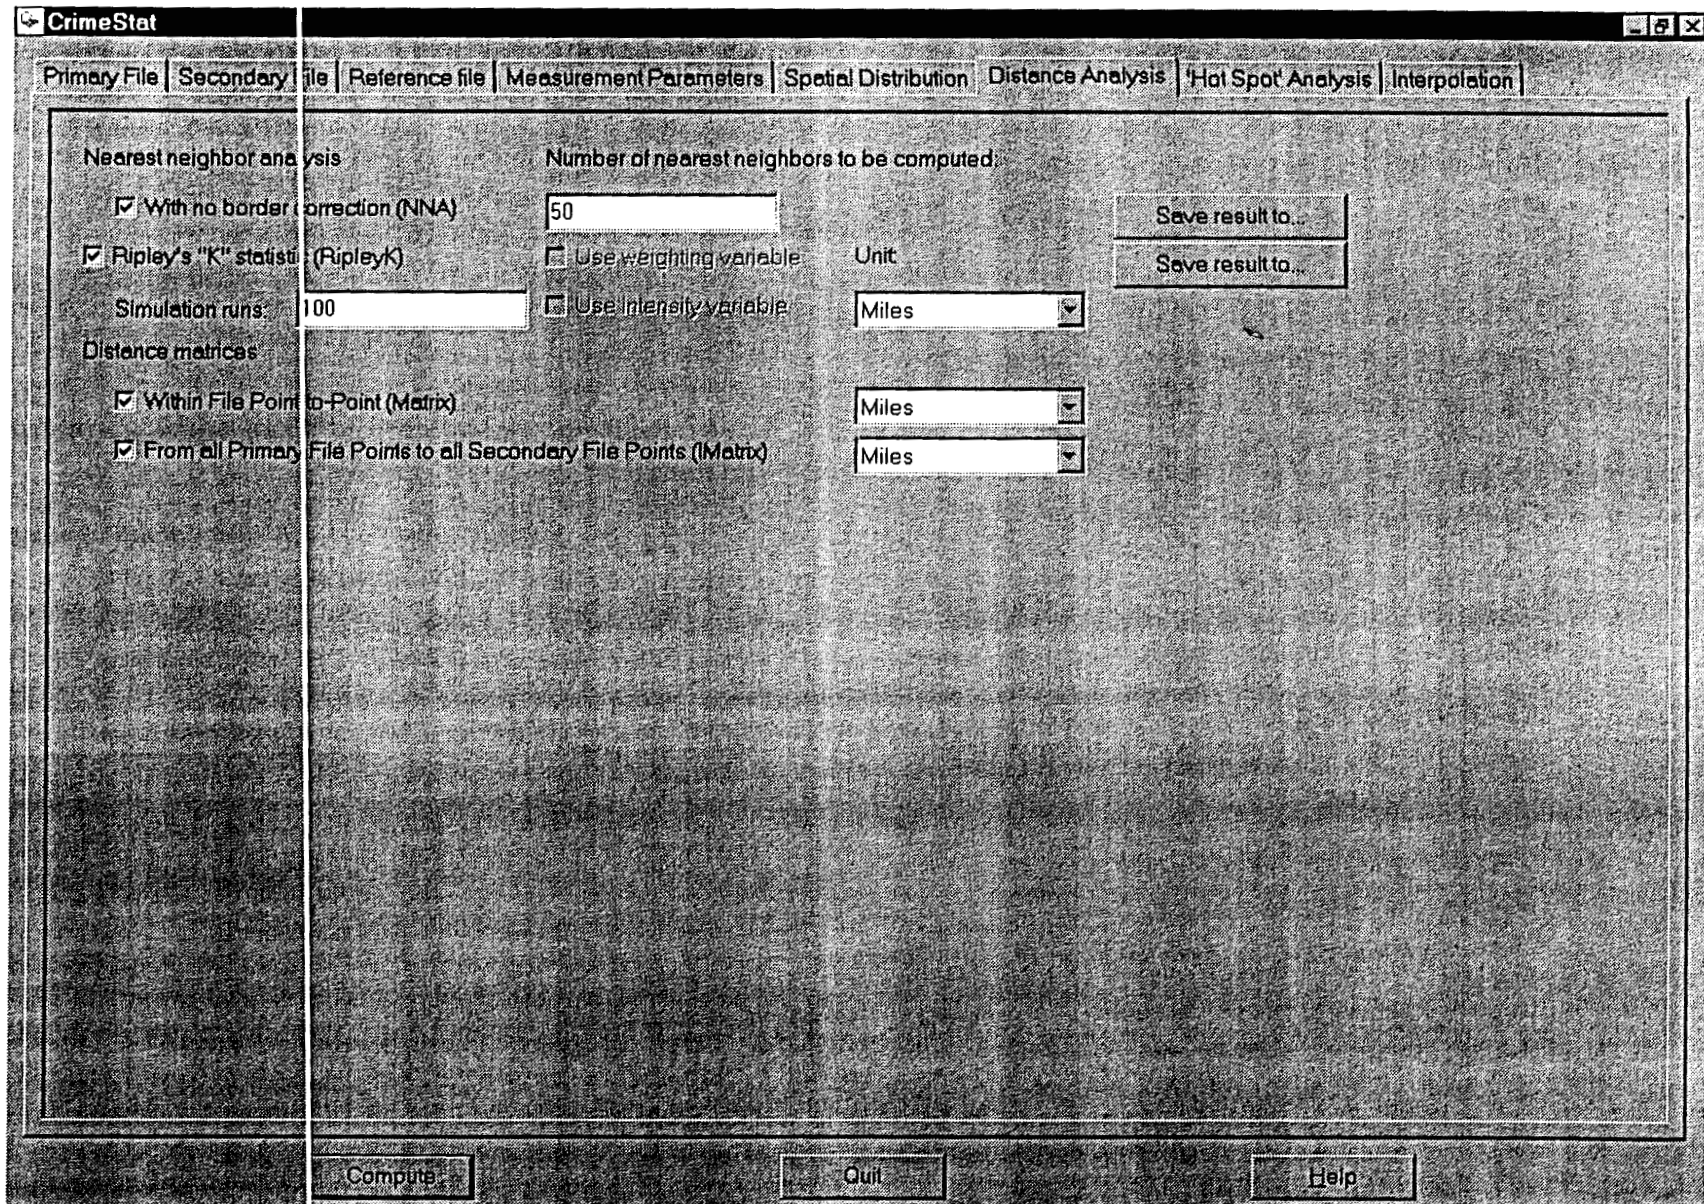 CrimeStat
Primary File Secondary File Reference file Measurement Parameters Spatial Distribution Distance Analysis 'Hot Spot' Analysis Interpolation
Nearest neighbor analysis Number of nearest neighbors to be computed:
With no border correction (NNA) 50 Save result to...
Ripley's "K" statistic (RipleyK) Use weighting variable Unit: Save result to...
Simulation runs: 100 Use intensity variable Miles
Distance matrices
Within File Point-to-Point (Matrix) Miles
From all Primary File Points to all Secondary File Points (IMatrix) Miles
Compute Quit Help